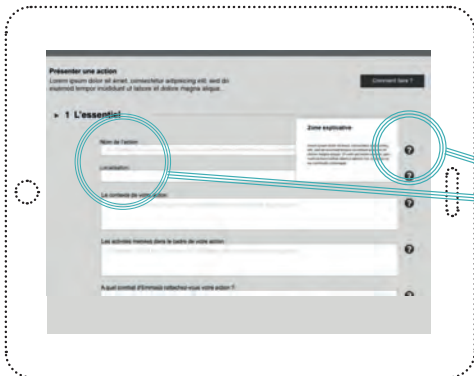 Présenter une action
Lorem ipsum dolor sit amet, consectetur adipiscing elit, sed do
eiusmod tempor incididunt ut labore et dolore magna aliqua.
Comment faire ?
▸ 1 L'essentiel
Zone explicative
Nom de l'action
?
Localisation
?
Le contexte de votre action
?
Les activités menées dans le cadre de votre action
?
A quel combat d'Emmaüs rattachez-vous votre action ?
?